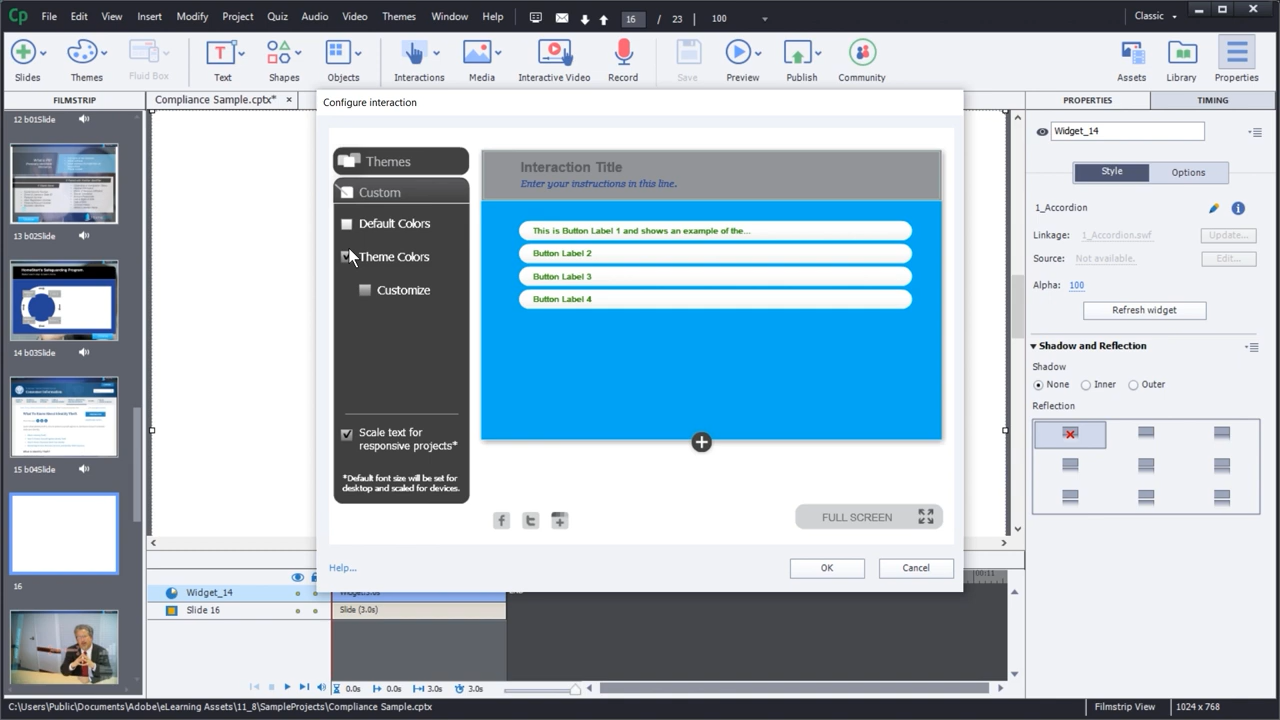 Cp File Edit View Insert Modify Project Quiz Audio Video Themes Window Help 16 / 23 100 Classic
Slides Themes Fluid Box Text Shapes Objects Interactions Media Interactive Video Record Save Preview Publish Community Assets Library Properties
FILMSTRIP
Compliance Sample.cptx* ×
12 b01Slide
13 b02Slide
14 b03Slide
15 b04Slide
16
Configure interaction
Themes
Custom
Default Colors
Theme Colors
Customize
Scale text for
responsive projects*
*Default font size will be set for
desktop and scaled for devices.
Interaction Title
Enter your instructions in this line.
This is Button Label 1 and shows an example of the...
Button Label 2
Button Label 3
Button Label 4
FULL SCREEN
Help...
OK Cancel
PROPERTIES TIMING
Widget_14
Style Options
1_Accordion
Linkage: 1_Accordion.swf Update...
Source: Not available. Edit...
Alpha: 100
Refresh widget
Shadow and Reflection
Shadow
None Inner Outer
Reflection
Widget_14
Slide 16 Slide (3.0s)
00:11
0.0s 0.0s 3.0s 3.0s
C:\Users\Public\Documents\Adobe\eLearning Assets\11_8\SampleProjects\Compliance Sample.cptx Filmstrip View 1024 x 768